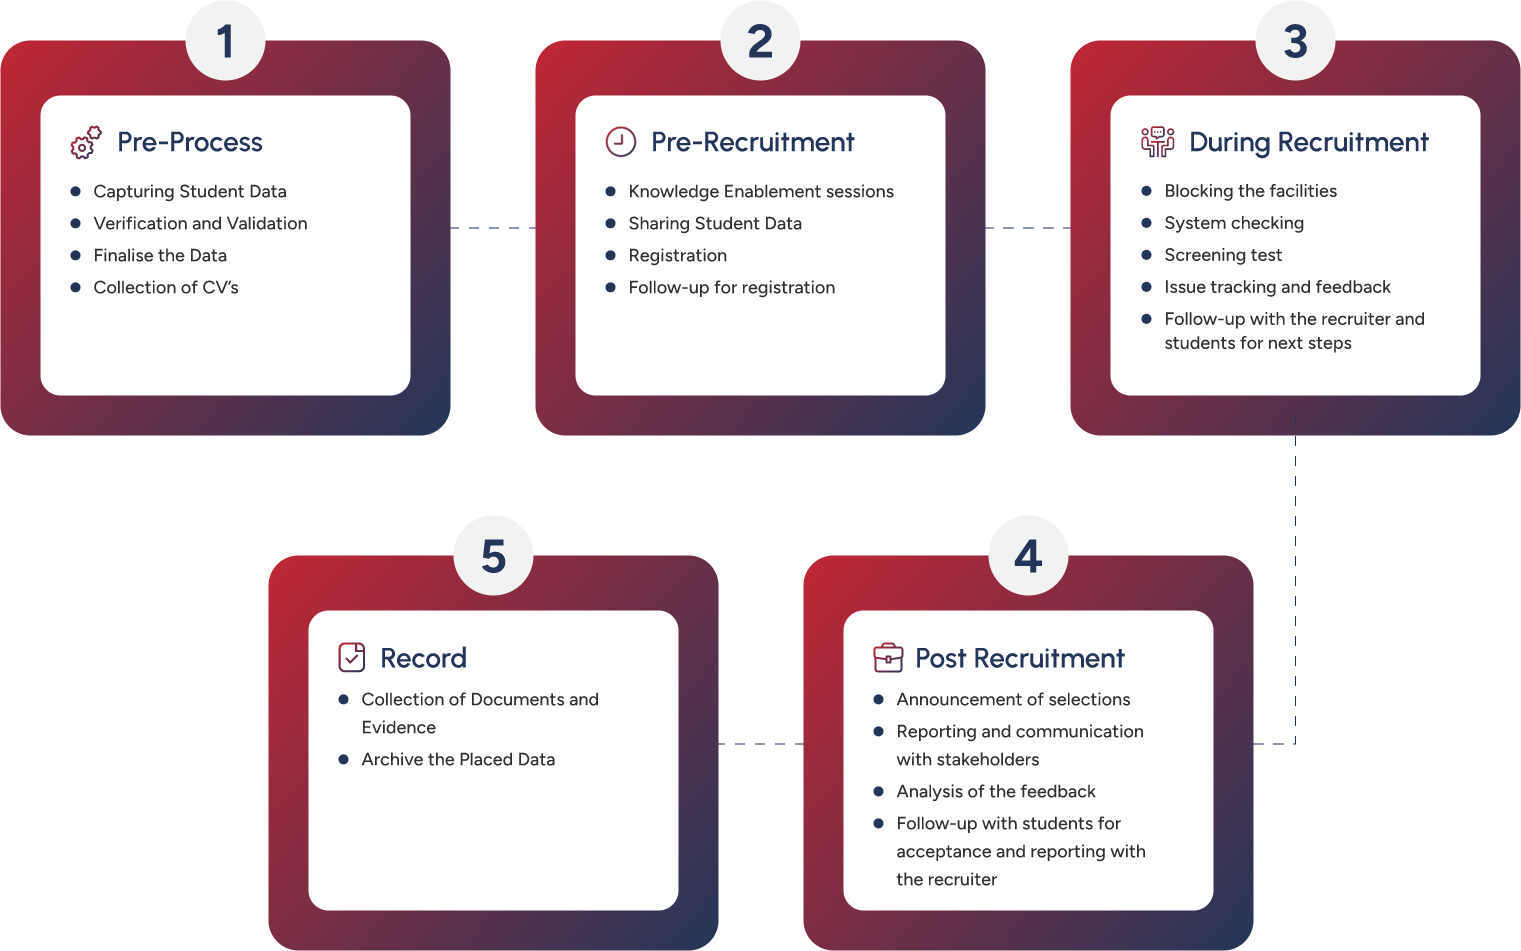 1
Pre-Process
Capturing Student Data
Verification and Validation
Finalise the Data
Collection of CV's
2
Pre-Recruitment
Knowledge Enablement sessions
Sharing Student Data
Registration
Follow-up for registration
3
During Recruitment
Blocking the facilities
System checking
Screening test
Issue tracking and feedback
Follow-up with the recruiter and
students for next steps
4
Post Recruitment
Announcement of selections
Reporting and communication
with stakeholders
Analysis of the feedback
Follow-up with students for
acceptance and reporting with
the recruiter
5
Record
Collection of Documents and
Evidence
Archive the Placed Data